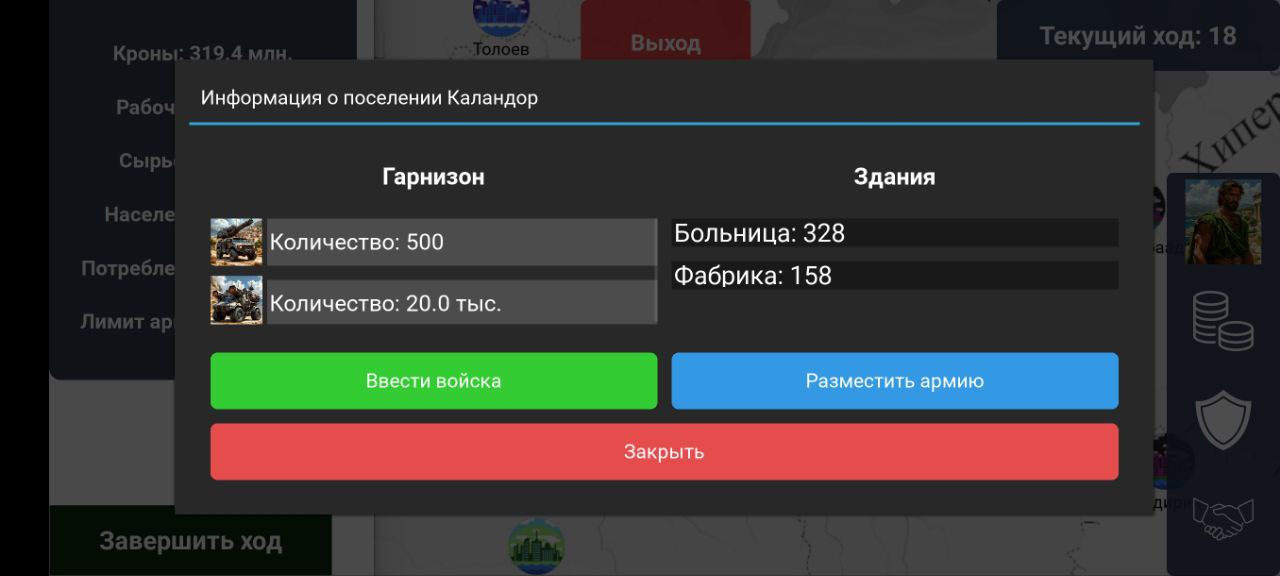 Кроны: 319.4 млн.
Толоев
Выход
Текущий ход: 18
Информация о поселении Каландор
Рабоч
Сырь
Хипер
Гарнизон
Здания
Населе
Количество: 500
Больница: 328
Потребле
Фабрика: 158
Количество: 20.0 тыс.
Лимит ар
Ввести войска
Разместить армию
Закрыть
Завершить ход